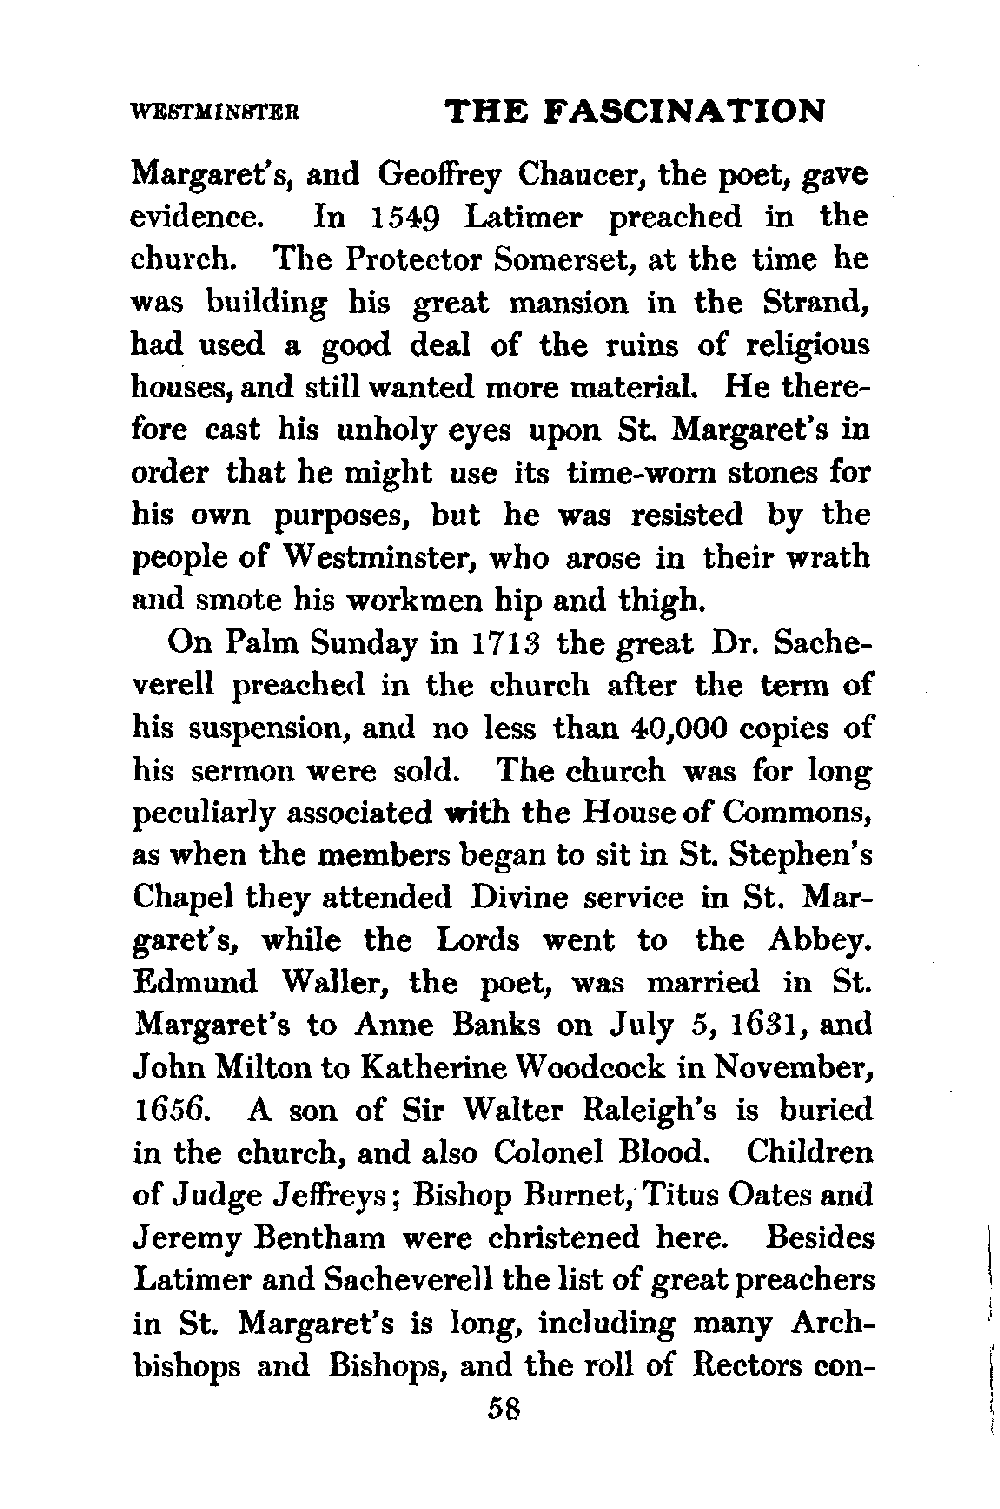 WESTMINSTER THE FASCINATION
Margaret's, and Geoffrey Chaucer, the poet, gave
evidence. In 1549 Latimer preached in the
church. The Protector Somerset, at the time he
was building his great mansion in the Strand,
had used a good deal of the ruins of religious
houses, and still wanted more material. He there-
fore cast his unholy eyes upon St. Margaret's in
order that he might use its time-worn stones for
his own purposes, but he was resisted by the
people of Westminster, who arose in their wrath
and smote his workmen hip and thigh.
On Palm Sunday in 1713 the great Dr. Sache-
verell preached in the church after the term of
his suspension, and no less than 40,000 copies of
his sermon were sold. The church was for long
peculiarly associated with the House of Commons,
as when the members began to sit in St. Stephen's
Chapel they attended Divine service in St. Mar-
garet's, while the Lords went to the Abbey.
Edmund Waller, the poet, was married in St.
Margaret's to Anne Banks on July 5, 1631, and
John Milton to Katherine Woodcock in November,
1656. A son of Sir Walter Raleigh's is buried
in the church, and also Colonel Blood. Children
of Judge Jeffreys; Bishop Burnet, Titus Oates and
Jeremy Bentham were christened here. Besides
Latimer and Sacheverell the list of great preachers
in St. Margaret's is long, including many Arch-
bishops and Bishops, and the roll of Rectors con-
58